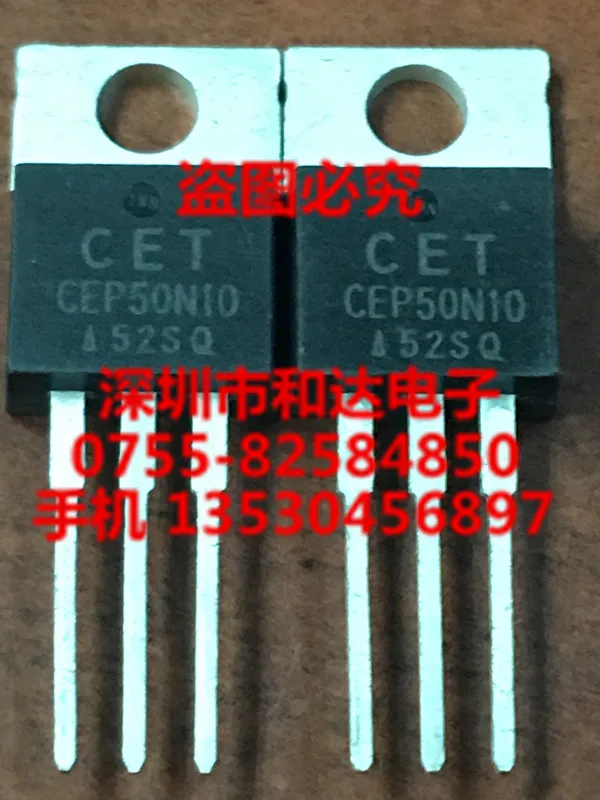 盗图必究
CET CET
CEP50N10 CEP50N10
52SQ 52SQ
深圳市和达电子
0755-82584850
手机 13530456897